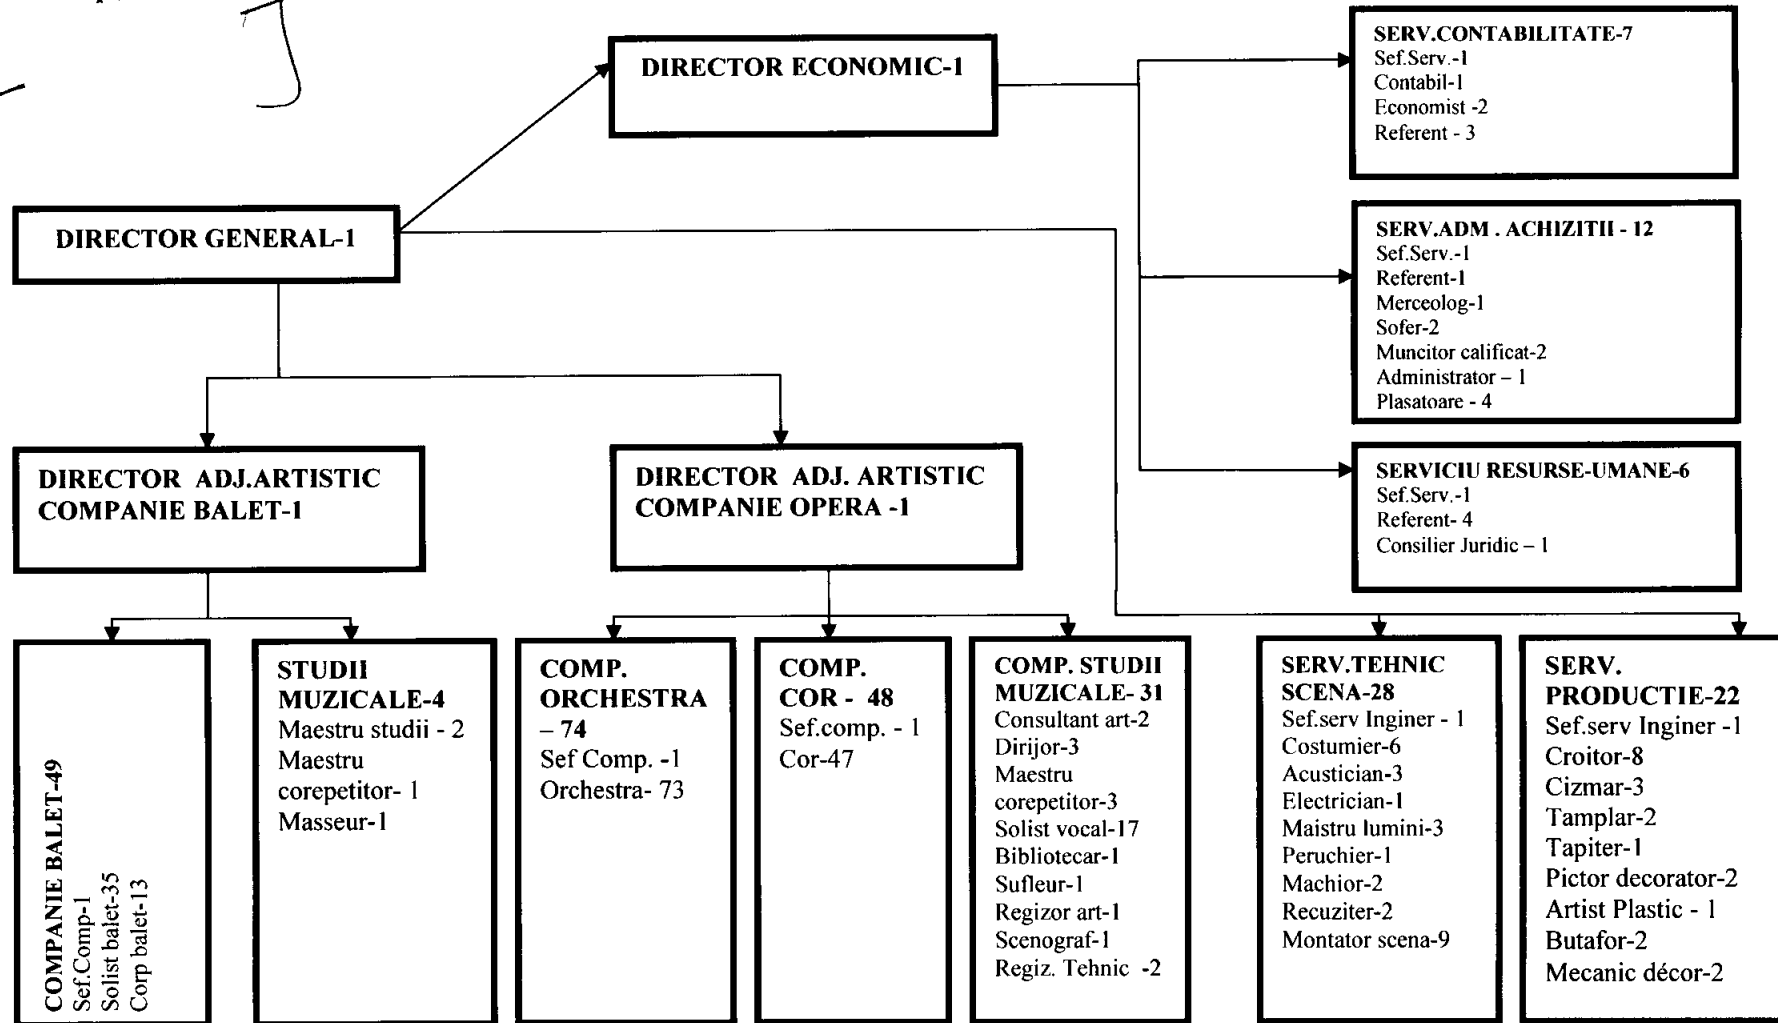 DIRECTOR ECONOMIC-1
SERV.CONTABILITATE-7
Sef.Serv.-1
Contabil-1
Economist -2
Referent - 3
DIRECTOR GENERAL-1
SERV.ADM . ACHIZITII - 12
Sef.Serv.-1
Referent-1
Merceolog-1
Sofer-2
Muncitor calificat-2
Administrator – 1
Plasatoare - 4
DIRECTOR ADJ.ARTISTIC
COMPANIE BALET-1
DIRECTOR ADJ. ARTISTIC
COMPANIE OPERA -1
SERVICIU RESURSE-UMANE-6
Sef.Serv.-1
Referent- 4
Consilier Juridic – 1
COMPANIE BALET-49
Sef.Comp-1
Solist balet-35
Corp balet-13
STUDII
MUZICALE-4
Maestru studii - 2
Maestru
corepetitor- 1
Masseur-1
COMP.
ORCHESTRA
– 74
Sef Comp. -1
Orchestra- 73
COMP.
COR - 48
Sef.comp. - 1
Cor-47
COMP. STUDII
MUZICALE- 31
Consultant art-2
Dirijor-3
Maestru
corepetitor-3
Solist vocal-17
Bibliotecar-1
Sufleur-1
Regizor art-1
Scenograf-1
Regiz. Tehnic -2
SERV.TEHNIC
SCENA-28
Sef.serv Inginer - 1
Costumier-6
Acustician-3
Electrician-1
Maistru lumini-3
Peruchier-1
Machior-2
Recuziter-2
Montator scena-9
SERV.
PRODUCTIE-22
Sef.serv Inginer -1
Croitor-8
Cizmar-3
Tamplar-2
Tapiter-1
Pictor decorator-2
Artist Plastic - 1
Butafor-2
Mecanic décor-2